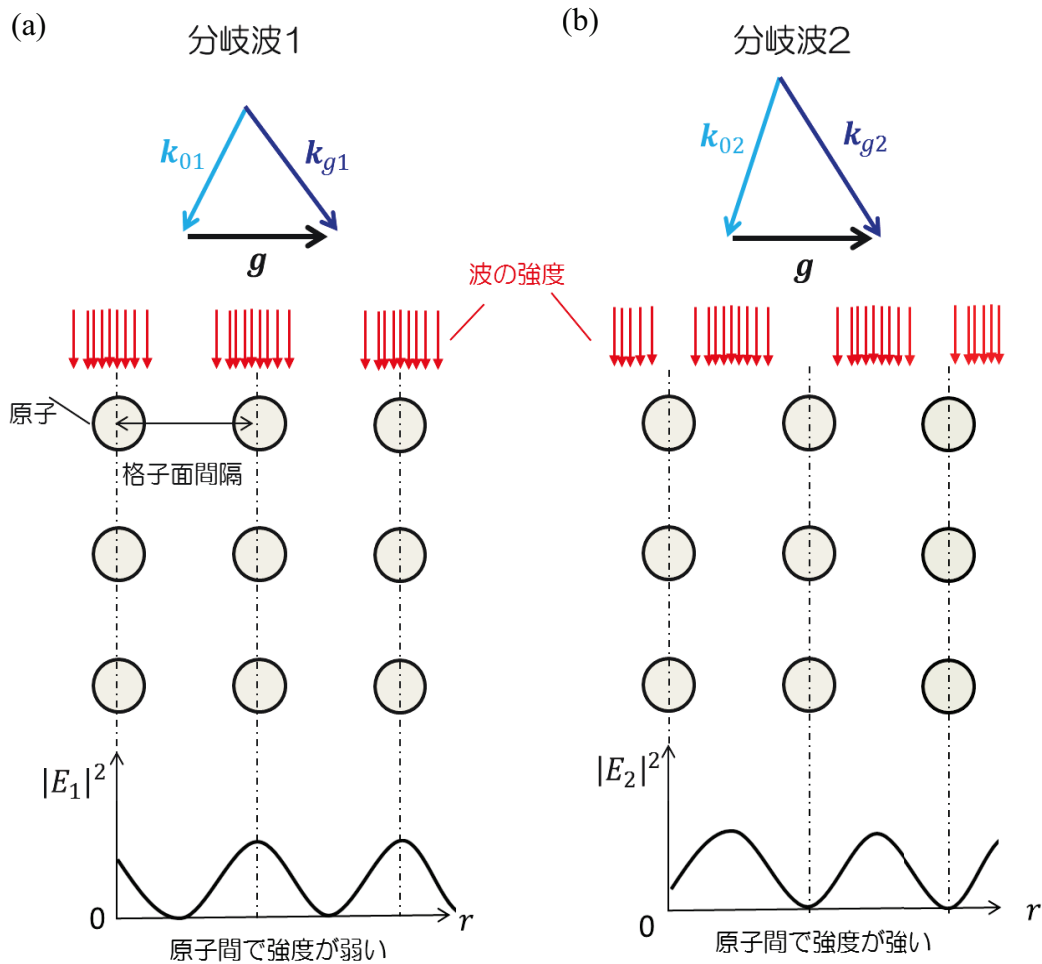 (a)
分岐波1
k01
kg1
g
(b)
分岐波2
k02
kg2
g
波の強度
原子
格子面間隔
|E1|²
0
r
原子間で強度が弱い
|E2|²
0
r
原子間で強度が強い